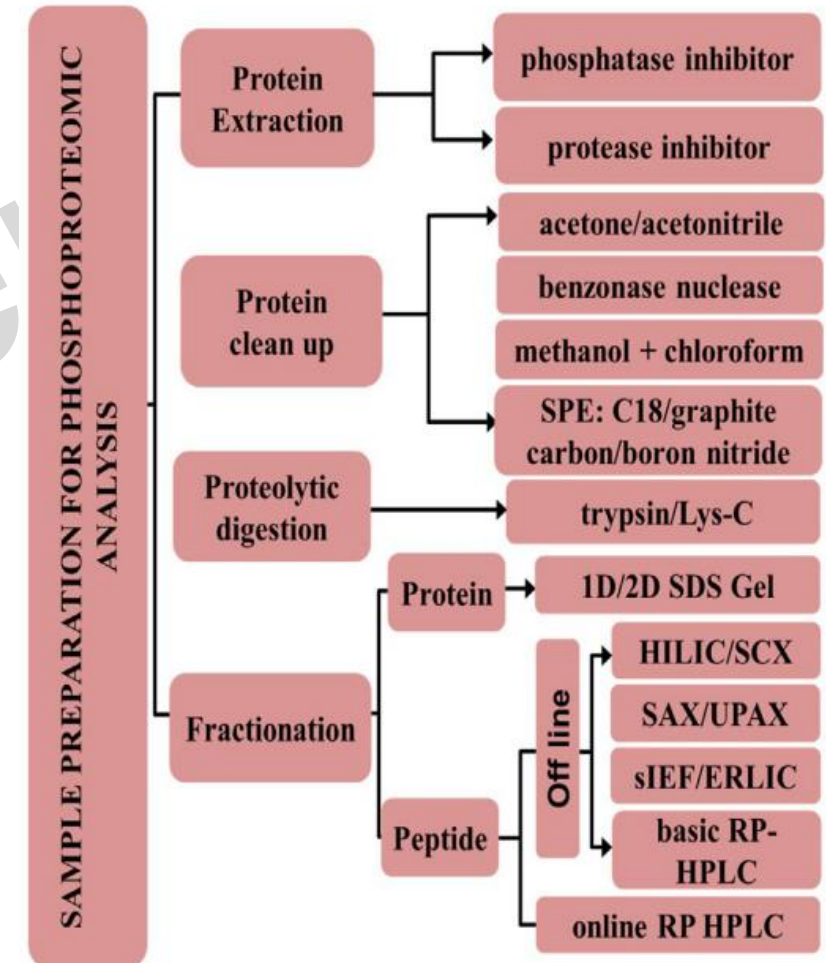 SAMPLE PREPARATION FOR PHOSPHOPROTEOMIC
ANALYSIS
Protein
Extraction
phosphatase inhibitor
protease inhibitor
Protein
clean up
acetone/acetonitrile
benzonase nuclease
methanol + chloroform
SPE: C18/graphite
carbon/boron nitride
Proteolytic
digestion
trypsin/Lys-C
Fractionation
Protein
1D/2D SDS Gel
Peptide
Off line
HILIC/SCX
SAX/UPAX
sIEF/ERLIC
basic RP-
HPLC
online RP HPLC